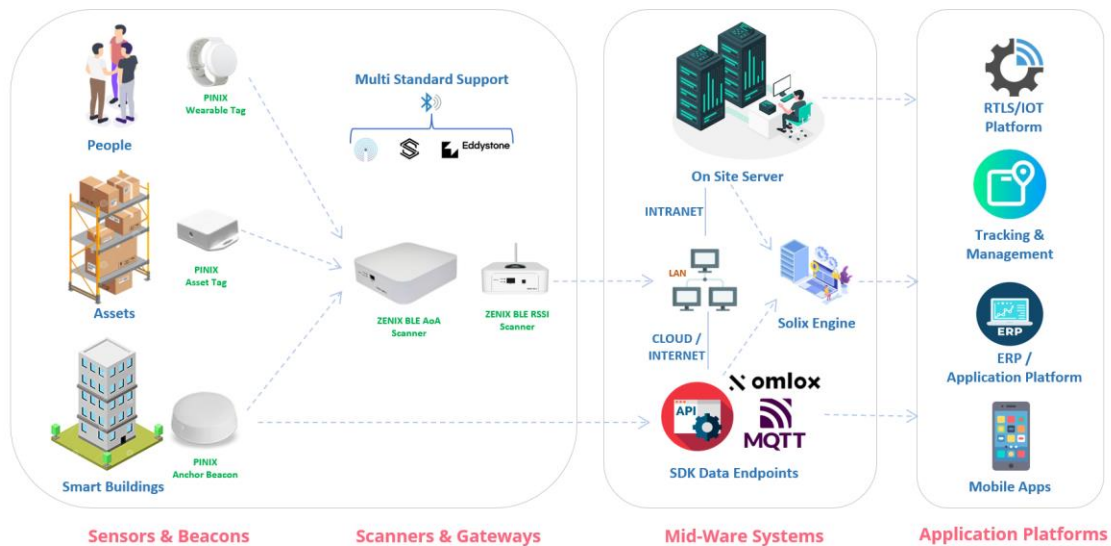 PINIX
Wearable Tag
People
Multi Standard Support
Eddystone
PINIX
Asset Tag
Assets
ZENIX BLE AoA
Scanner
ZENIX BLE RSSI
Scanner
PINIX
Anchor Beacon
Smart Buildings
On Site Server
INTRANET
LAN
CLOUD /
INTERNET
Solix Engine
API
omlox
MQTT
SDK Data Endpoints
RTLS/IOT
Platform
Tracking &
Management
ERP
ERP /
Application Platform
Mobile Apps
Sensors & Beacons
Scanners & Gateways
Mid-Ware Systems
Application Platforms